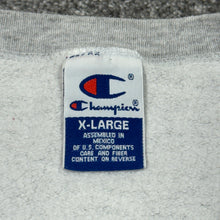 ®
Champion®
X-LARGE
ASSEMBLED IN
MEXICO
OF U.S. COMPONENTS
CARE AND FIBER
CONTENT ON REVERSE